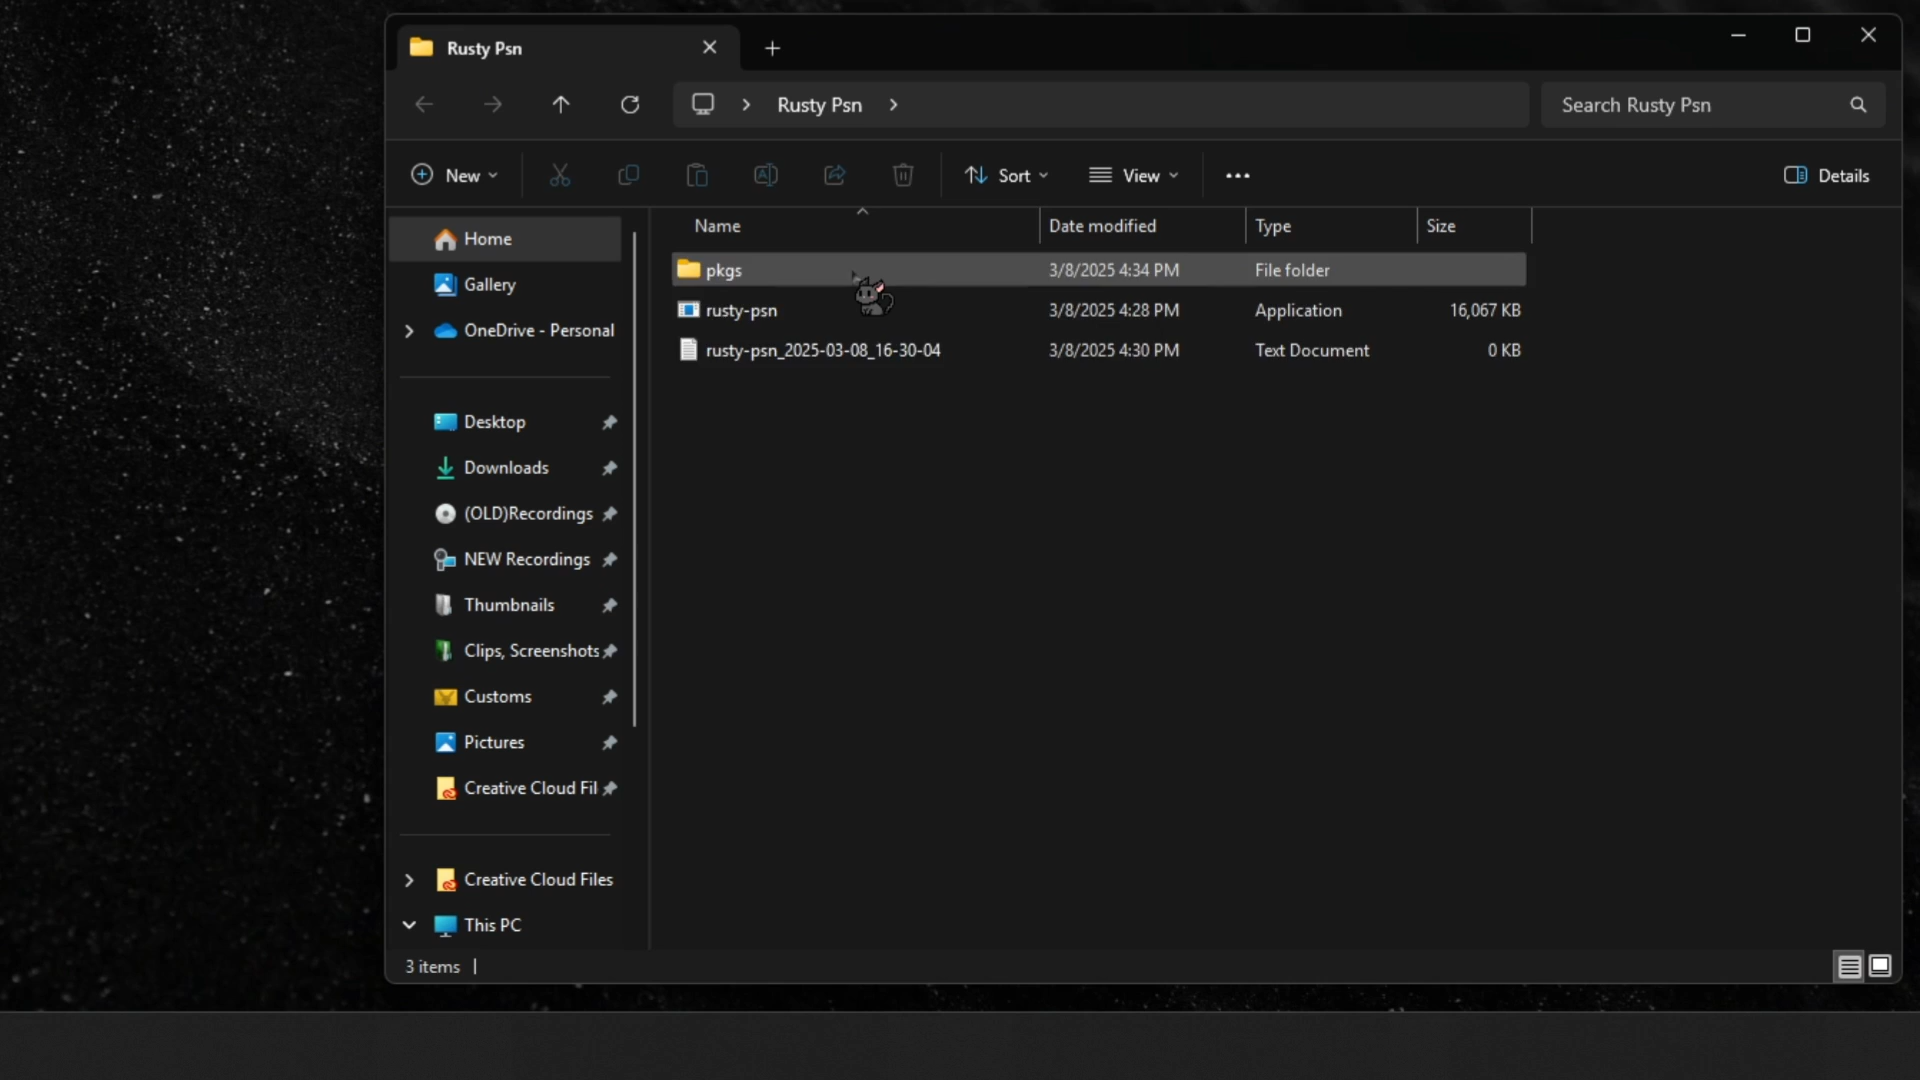 Rusty Psn
Rusty Psn
Search Rusty Psn
New
Sort
View
Details
Name
Date modified
Type
Size
pkgs
3/8/2025 4:34 PM
File folder
rusty-psn
3/8/2025 4:28 PM
Application
16,067 KB
rusty-psn_2025-03-08_16-30-04
3/8/2025 4:30 PM
Text Document
0 KB
Home
Gallery
OneDrive - Personal
Desktop
Downloads
(OLD)Recordings
NEW Recordings
Thumbnails
Clips, Screenshots
Customs
Pictures
Creative Cloud Fil
Creative Cloud Files
This PC
3 items